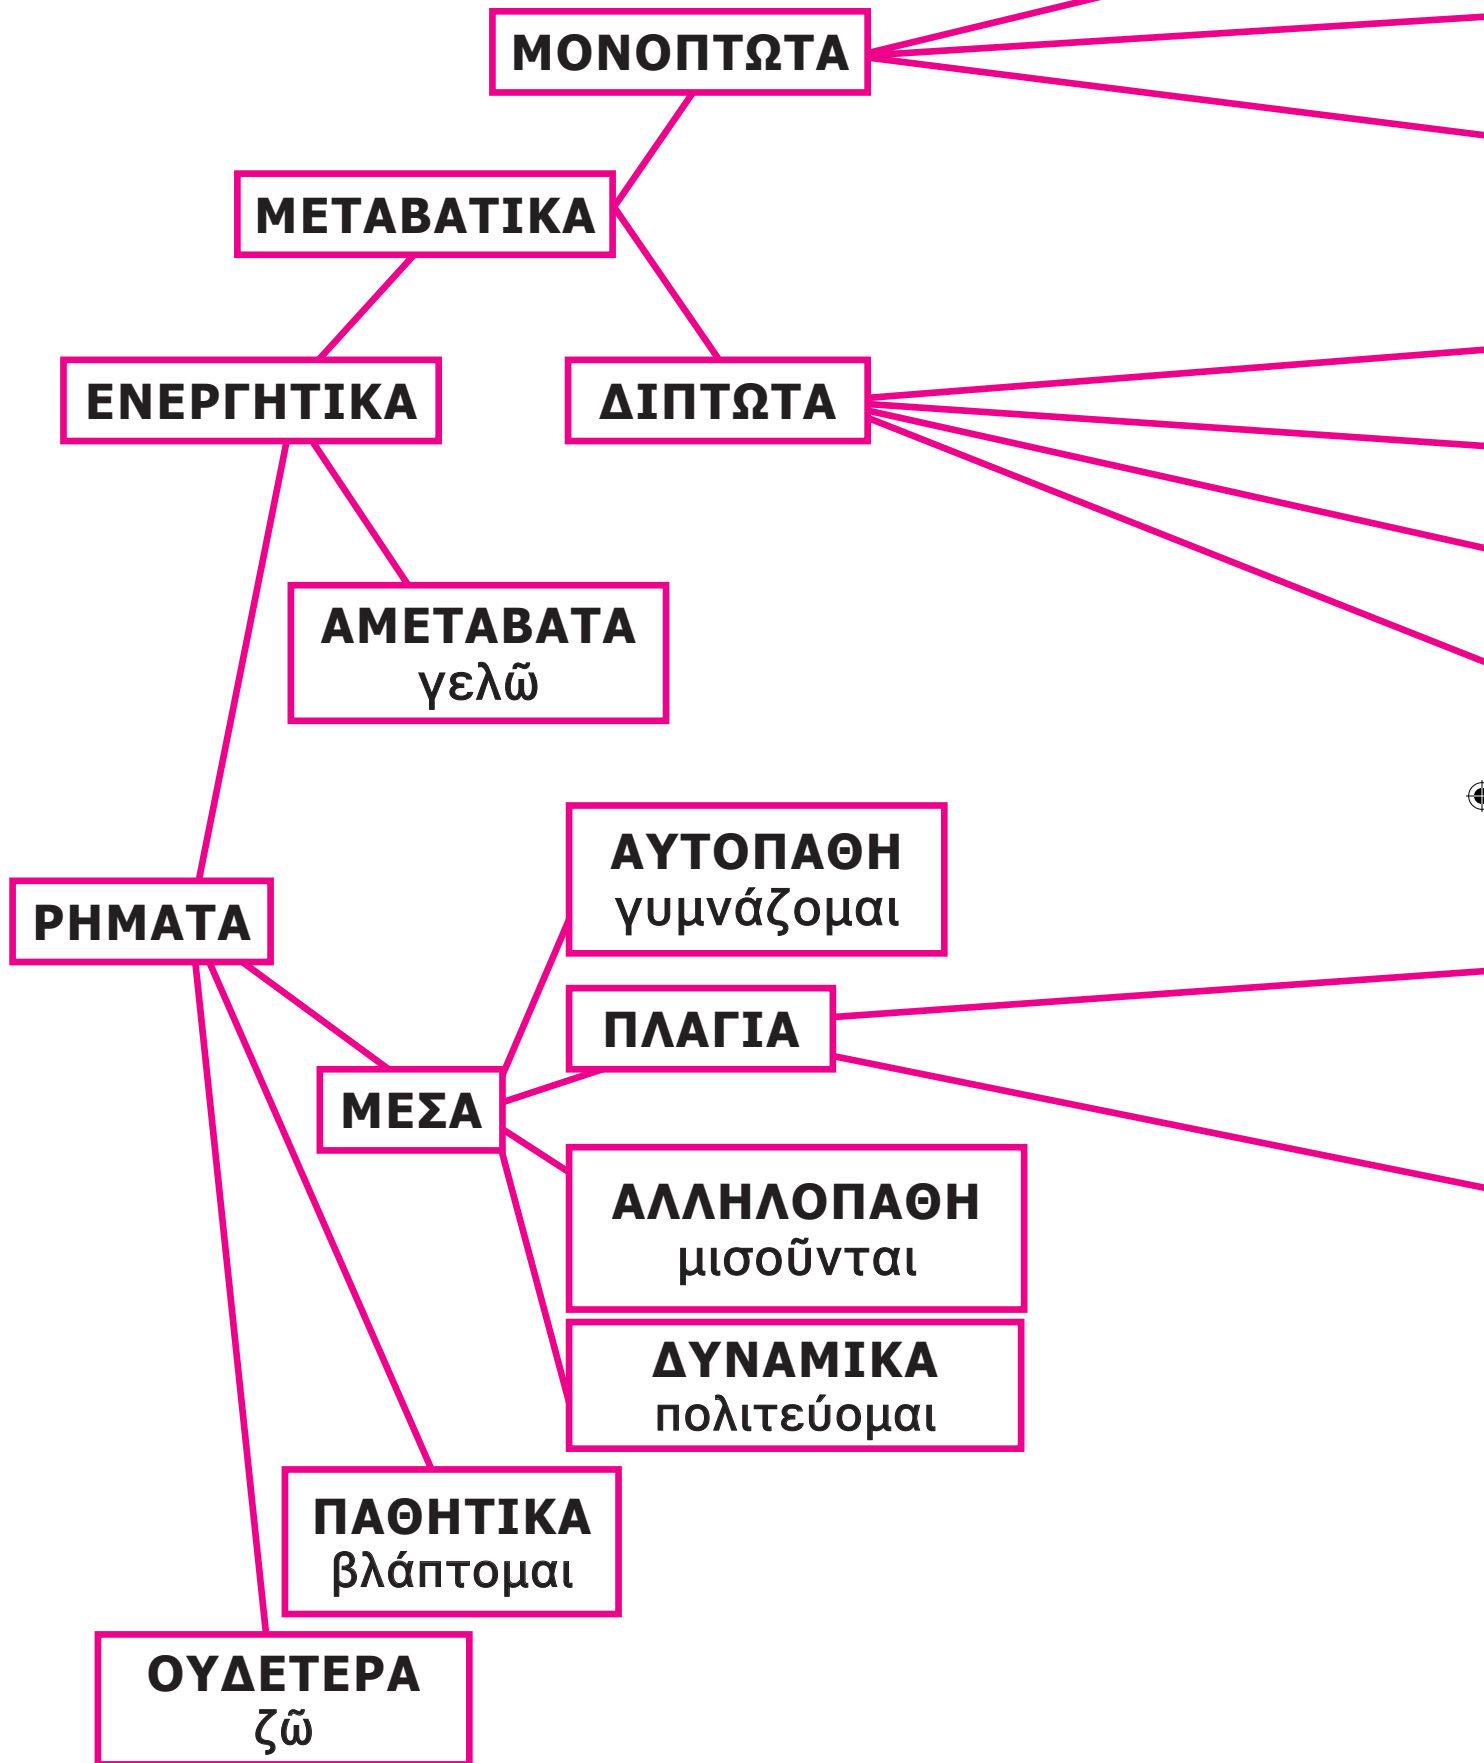 ΜΟΝΟΠΤΩΤΑ
ΜΕΤΑΒΑΤΙΚΑ
ΕΝΕΡΓΗΤΙΚΑ
ΔΙΠΤΩΤΑ
ΑΜΕΤΑΒΑΤΑ
γελῶ
ΑΥΤΟΠΑΘΗ
γυμνάζομαι
ΡΗΜΑΤΑ
ΠΛΑΓΙΑ
ΜΕΣΑ
ΑΛΛΗΛΟΠΑΘΗ
μισοῦνται
ΔΥΝΑΜΙΚΑ
πολιτεύομαι
ΠΑΘΗΤΙΚΑ
βλάπτομαι
ΟΥΔΕΤΕΡΑ
ζῶ